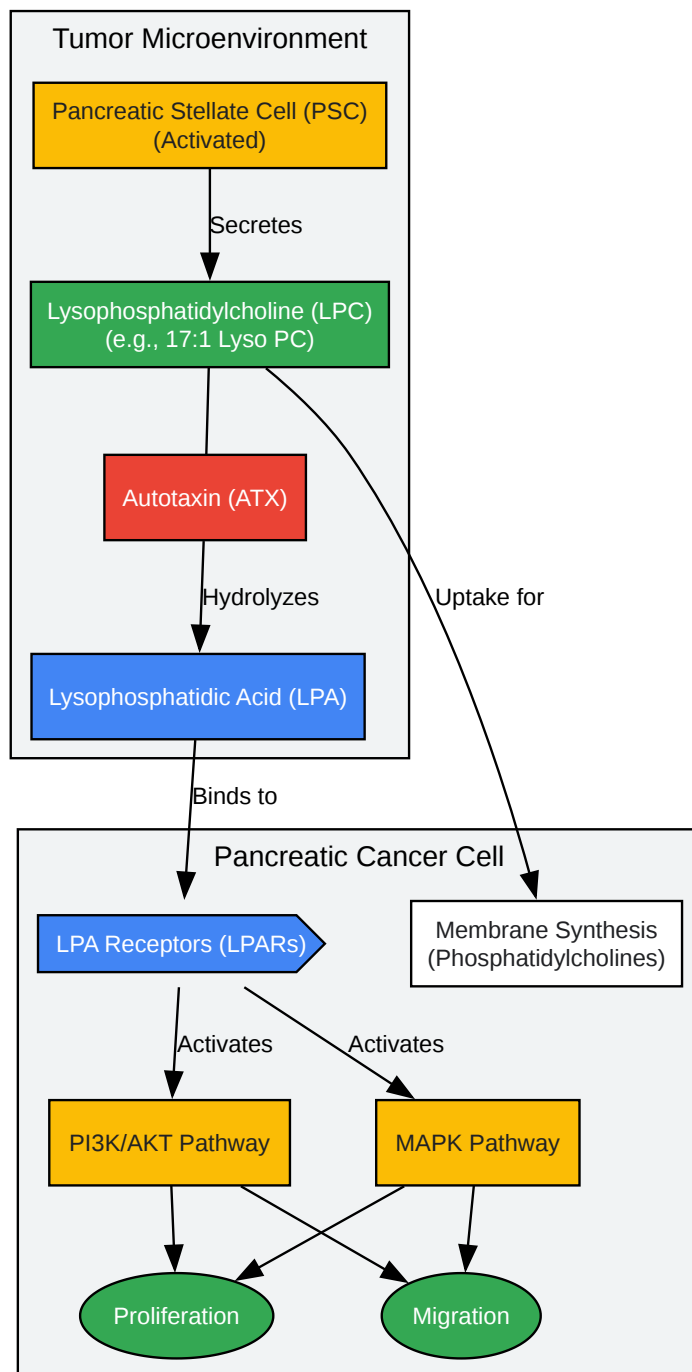 Tumor Microenvironment
Pancreatic Stellate Cell (PSC)
(Activated)
Secretes
Lysophosphatidylcholine (LPC)
(e.g., 17:1 Lyso PC)
Autotaxin (ATX)
Hydrolyzes
Uptake for
Lysophosphatidic Acid (LPA)
Binds to
Pancreatic Cancer Cell
LPA Receptors (LPARs)
Membrane Synthesis
(Phosphatidylcholines)
Activates
Activates
PI3K/AKT Pathway
MAPK Pathway
Proliferation
Migration